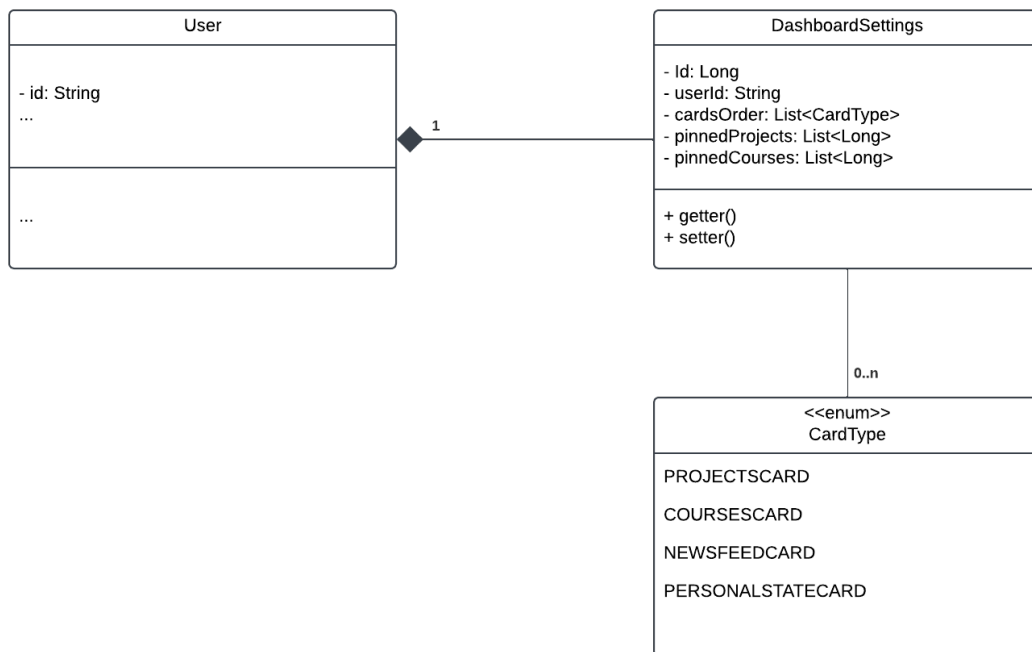 User
- id: String
...
...
1
DashboardSettings
- Id: Long
- userId: String
- cardsOrder: List<CardType>
- pinnedProjects: List<Long>
- pinnedCourses: List<Long>
+ getter()
+ setter()
0..n
<<enum>>
CardType
PROJECTSCARD
COURSESCARD
NEWSFEEDCARD
PERSONALSTATECARD